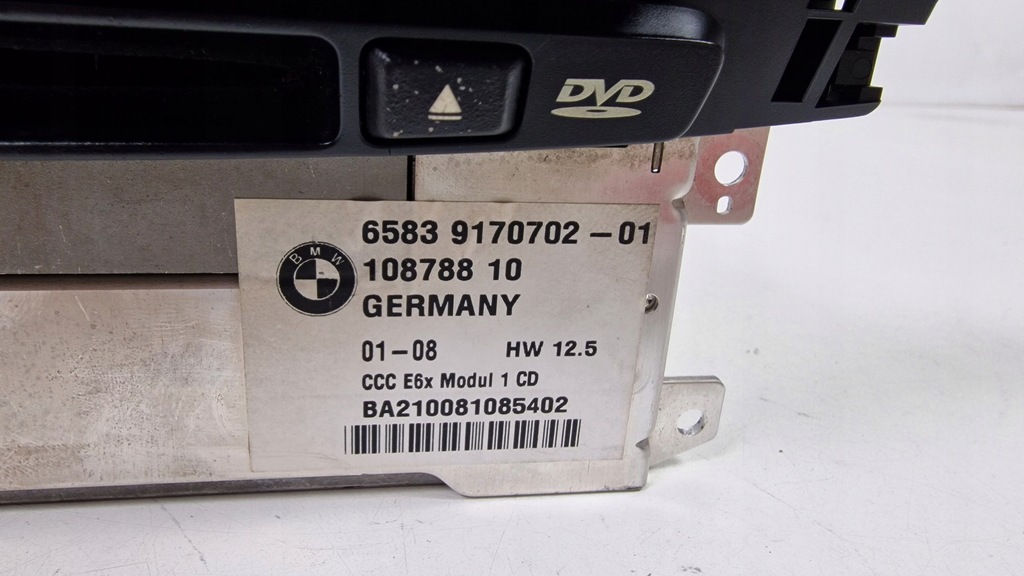 DVD
6583 9170702-01
BMW
108788 10
GERMANY
01-08 HW 12.5
CCC E6x Modul 1 CD
BA210081085402